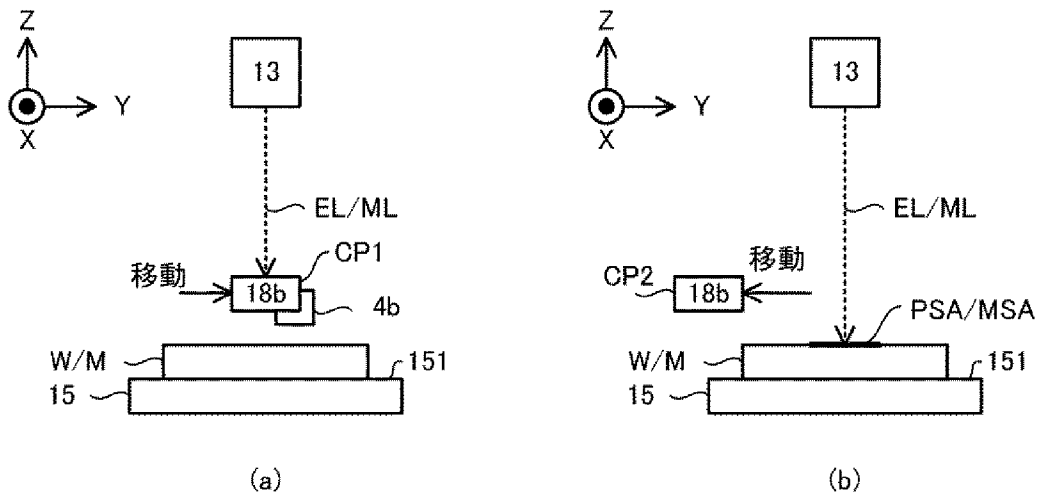 Z
13
Y
X
EL/ML
移動
CP1
18b
4b
W/M
151
15
(a)
Z
13
Y
X
EL/ML
移動
CP2
18b
PSA/MSA
W/M
151
15
(b)